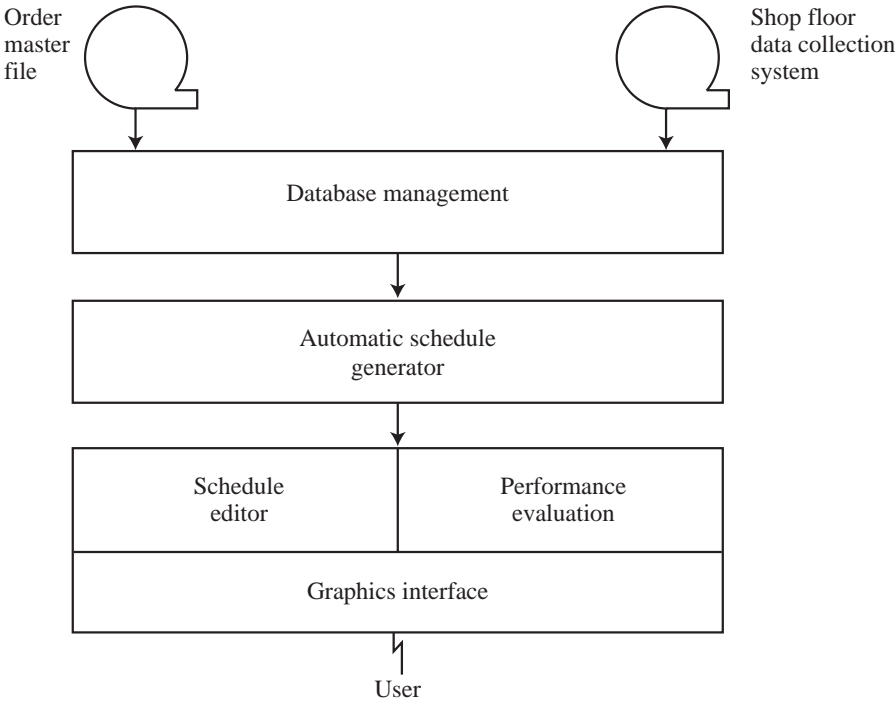 Order
master
file
Shop floor
data collection
system
Database management
Automatic schedule
generator
Schedule
editor
Performance
evaluation
Graphics interface
User